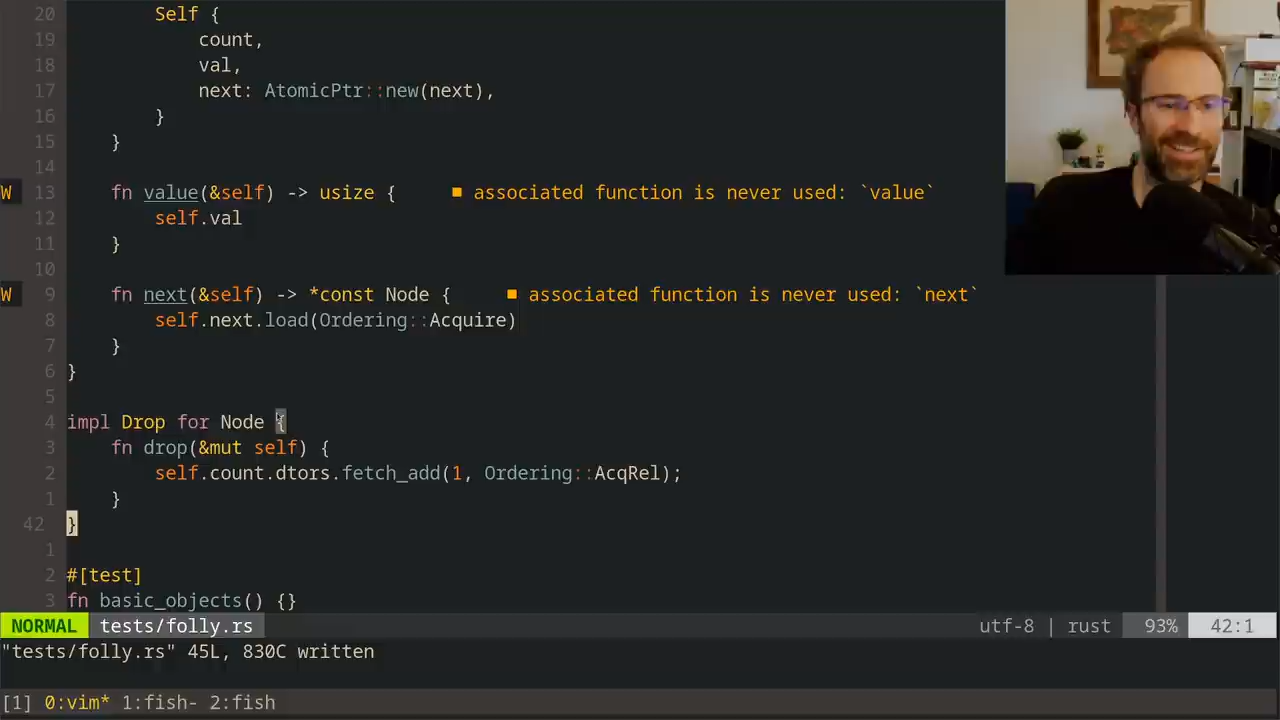 20 Self {
19 count,
18 val,
17 next: AtomicPtr::new(next),
16 }
15 }
14
W 13 fn value(&self) -> usize { ■ associated function is never used: `value`
12 self.val
11 }
10
W 9 fn next(&self) -> *const Node { ■ associated function is never used: `next`
8 self.next.load(Ordering::Acquire)
7 }
6 }
5
4 impl Drop for Node {
3 fn drop(&mut self) {
2 self.count.dtors.fetch_add(1, Ordering::AcqRel);
1 }
42 }
1
2 #[test]
3 fn basic_objects() {}
NORMAL tests/folly.rs utf-8 | rust 93% 42:1
"tests/folly.rs" 45L, 830C written
[1] 0:vim* 1:fish- 2:fish